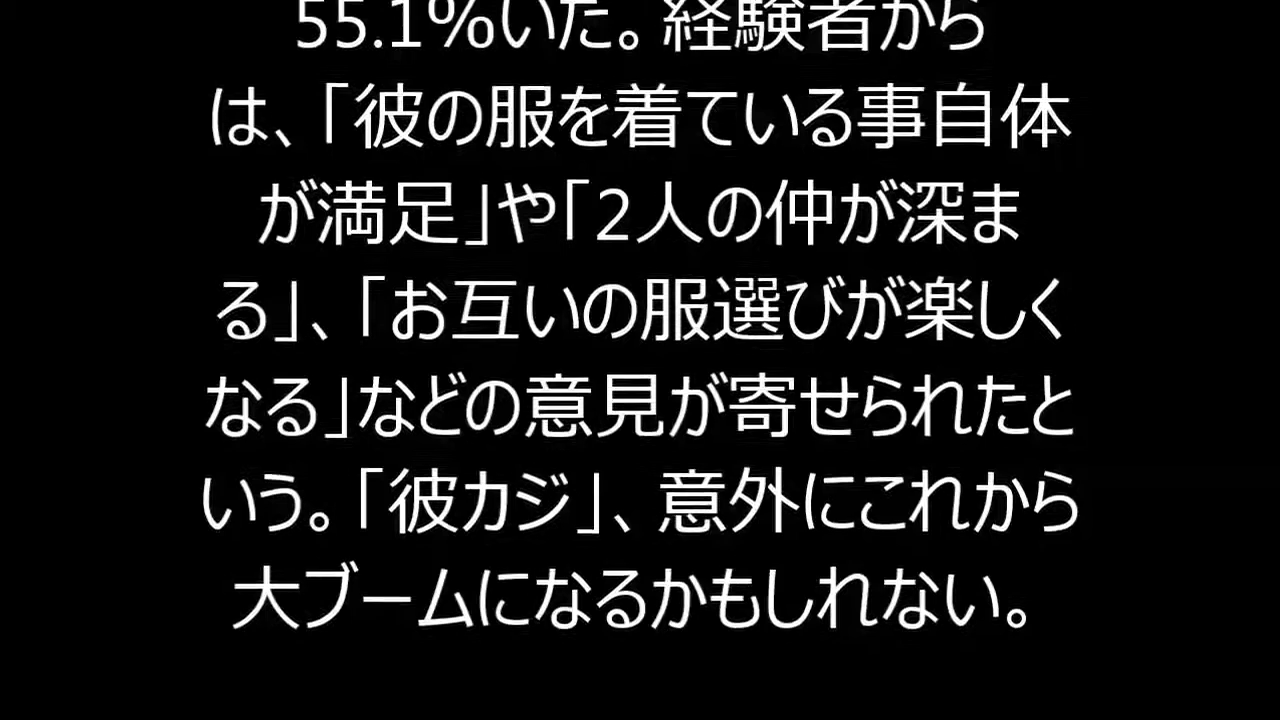 55.1%いた。経験者から
は、「彼の服を着ている事自体
が満足」や「2人の仲が深ま
る」、「お互いの服選びが楽しく
なる」などの意見が寄せられたと
いう。「彼カジ」、意外にこれから
大ブームになるかもしれない。